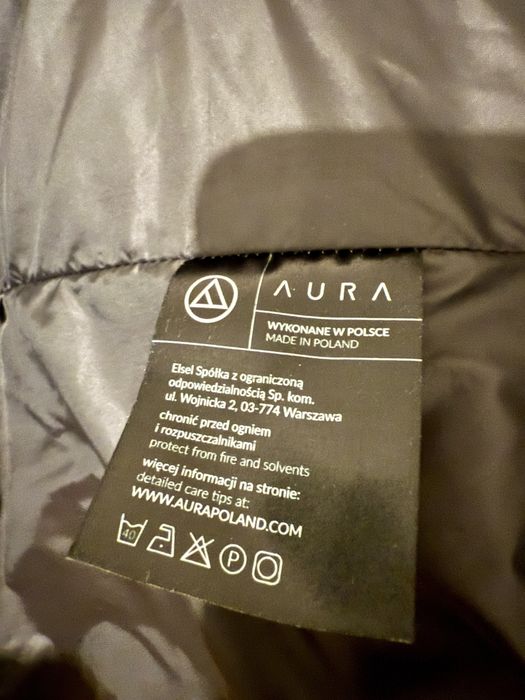 AURA
WYKONANE W POLSCE
MADE IN POLAND
Elsel Spółka z ograniczoną
odpowiedzialnością Sp. kom.
ul. Wojnicka 2, 03-774 Warszawa
chronić przed ogniem
i rozpuszczalnikami
protect from fire and solvents
więcej informacji na stronie:
detailed care tips at:
WWW.AURAPOLAND.COM
40 P